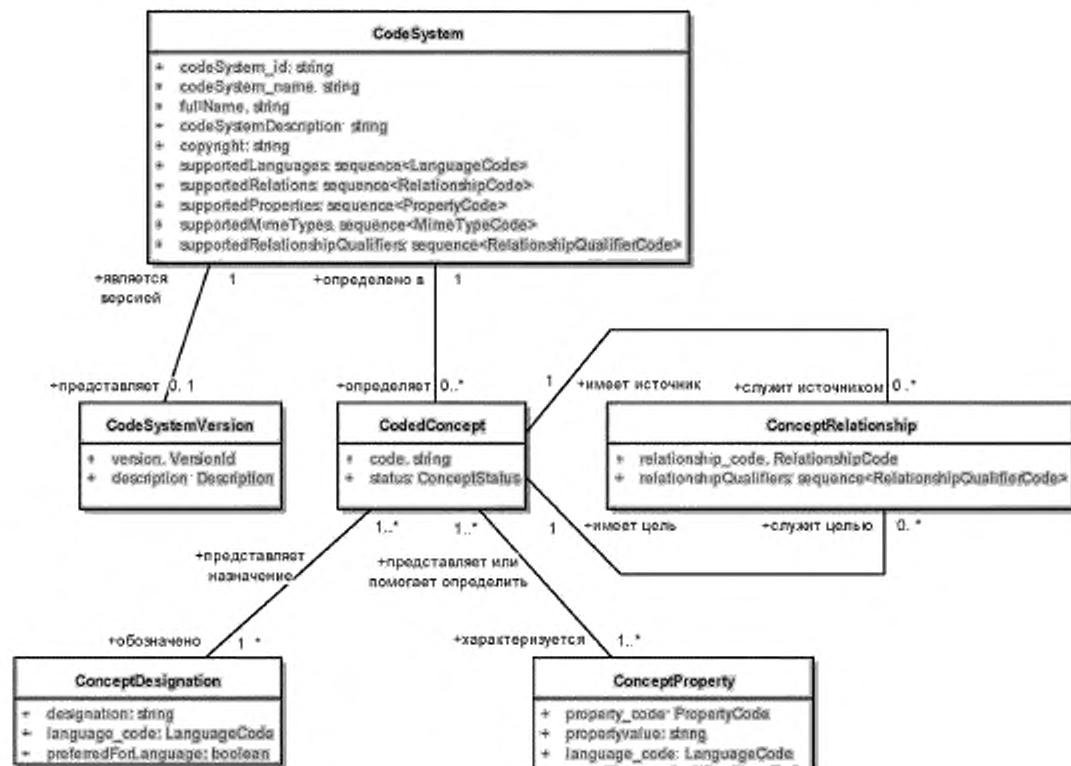 CodeSystem
+ codeSystem_id: string
+ codeSystem_name: string
+ fullName: string
+ codeSystemDescription: string
+ copyright: string
+ supportedLanguages: sequence<LanguageCode>
+ supportedRelations: sequence<RelationshipCode>
+ supportedProperties: sequence<PropertyCode>
+ supportedMimeTypes: sequence<MimeTypeCode>
+ supportedRelationshipQualifiers: sequence<RelationshipQualifierCode>
+является 1 +определено в 1
версией
+представляет 0..1 +определяет 0..* 1 +имеет источник +служит источником 0..*
CodeSystemVersion
+ version: VersionId
+ description: Description
CodedConcept
+ code: string
+ status: ConceptStatus
ConceptRelationship
+ relationship_code: RelationshipCode
+ relationshipQualifiers: sequence<RelationshipQualifierCode>
1..* 1..* 1 +имеет цель +служит целью 0..*
+представляет
назначение
+представляет или
помогает определить
+обозначено 1..* +характеризуется 1..*
ConceptDesignation
+ designation: string
+ language_code: LanguageCode
+ preferredForLanguage: boolean
ConceptProperty
+ property_code: PropertyCode
+ propertyvalue: string
+ language_code: LanguageCode